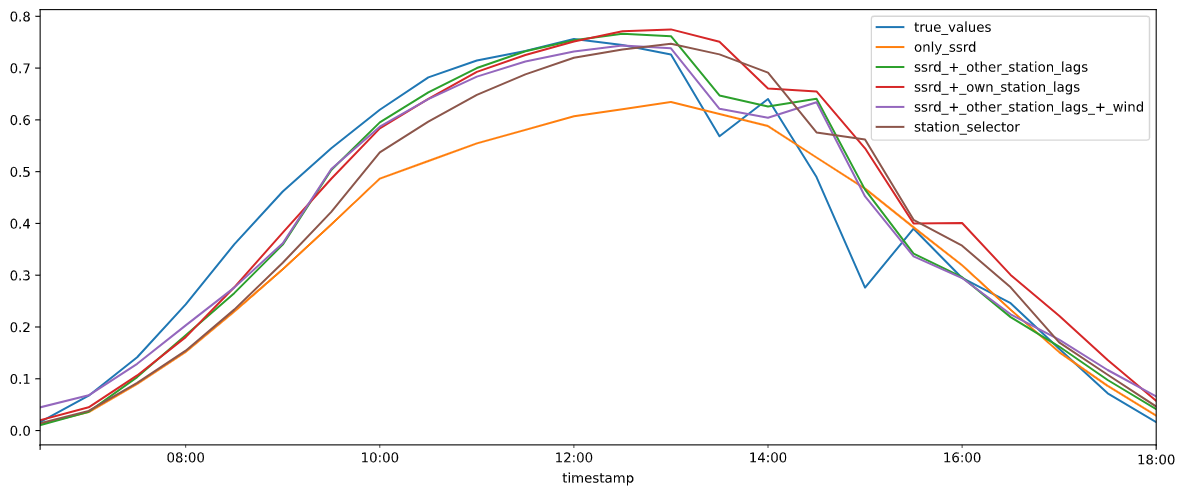 0.8
0.7
0.6
0.5
0.4
0.3
0.2
0.1
0.0
true_values
only_ssrd
ssrd_+_other_station_lags
ssrd_+_own_station_lags
ssrd_+_other_station_lags_+_wind
station_selector
08:00 10:00 12:00 14:00 16:00 18:00
timestamp